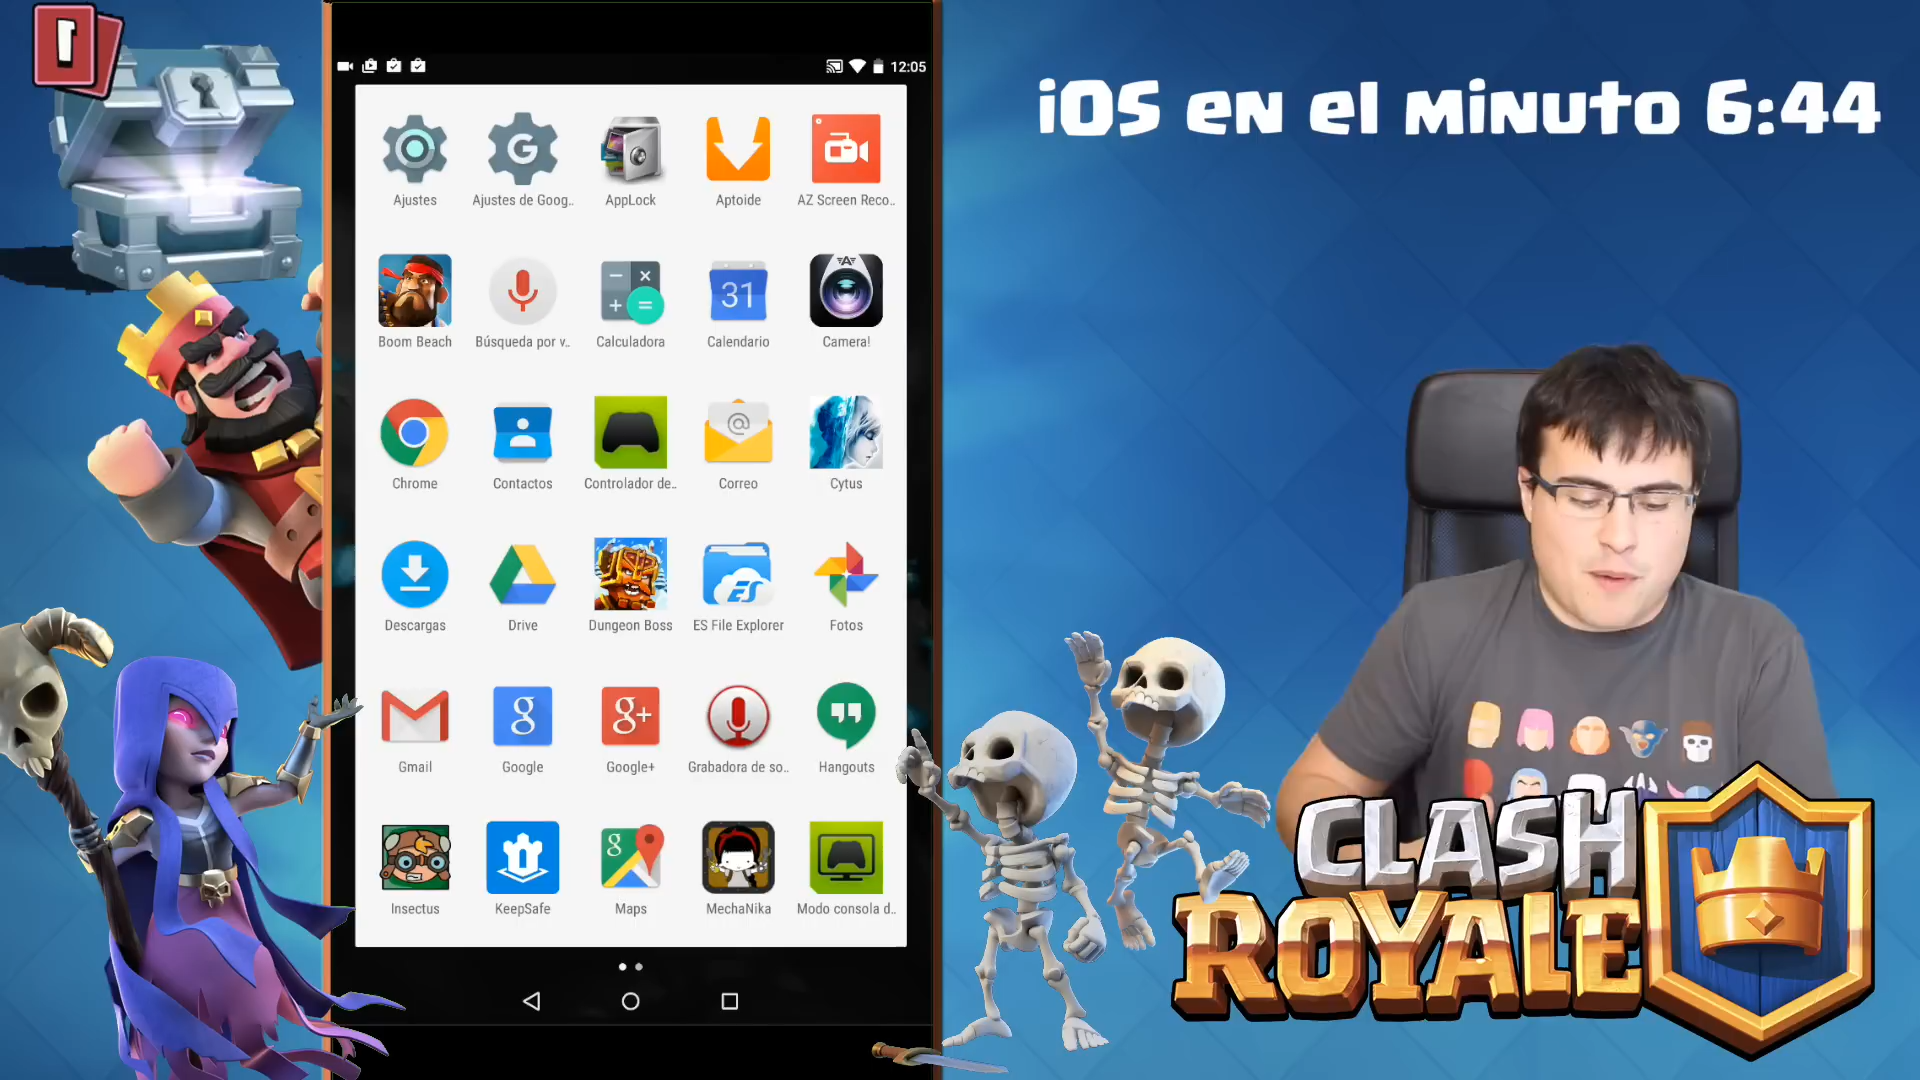 iOS en el minuto 6:44
12:05
Ajustes
Ajustes de Goog..
AppLock
Aptoide
AZ Screen Reco..
Boom Beach
Búsqueda por v..
Calculadora
31
Calendario
Camera!
Chrome
Contactos
Controlador de..
@
Correo
Cytus
Descargas
Drive
Dungeon Boss
ES
ES File Explorer
Fotos
Gmail
g
Google
g+
Google+
Grabadora de so..
Hangouts
Insectus
KeepSafe
g
Maps
MechaNika
Modo consola d..
CLASH
ROYALE